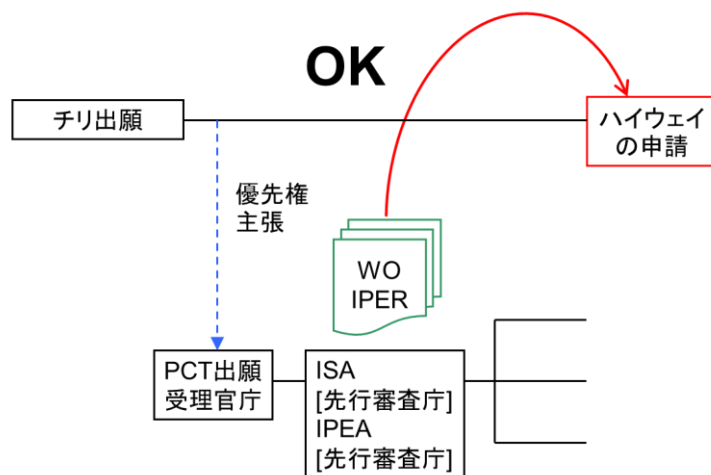 OK
チリ出願
ハイウェイ
の申請
優先権
主張
WO
IPER
PCT出願
受理官庁
ISA
[先行審査庁]
IPEA
[先行審査庁]